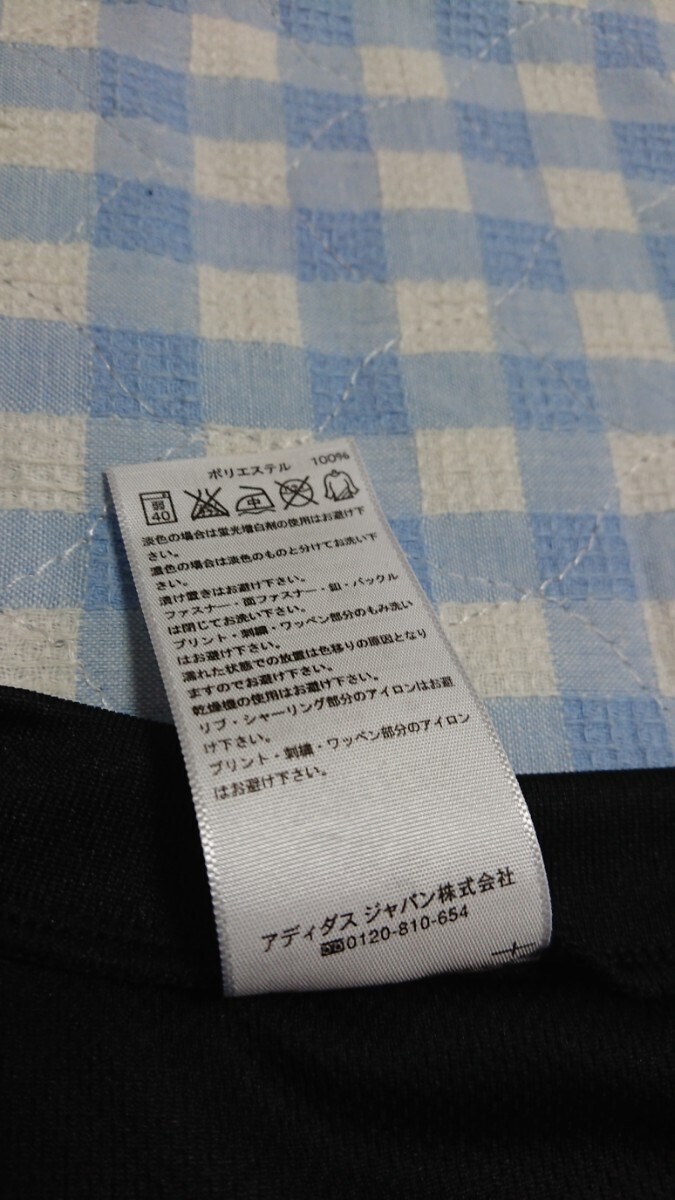 ポリエステル 100%
弱 40 中
淡色の場合は蛍光増白剤の使用はお避け下
さい。
濃色の場合は淡色のものと分けてお洗い下
さい。
漬け置きはお避け下さい。
ファスナー・面ファスナー・釦・バックル
は閉じてお洗い下さい。
プリント・刺繍・ワッペン部分のもみ洗い
はお避け下さい。
濡れた状態での放置は色移りの原因となり
ますのでお避け下さい。
乾燥機の使用はお避け下さい。
リブ・シャーリング部分のアイロンはお避
け下さい。
プリント・刺繍・ワッペン部分のアイロン
はお避け下さい。
アディダス ジャパン株式会社
0120-810-654